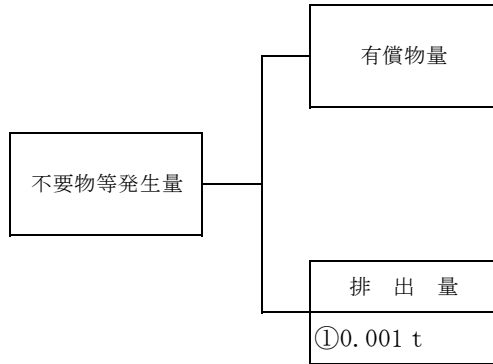 有償物量
不要物等発生量
排 出 量
①0.001 t